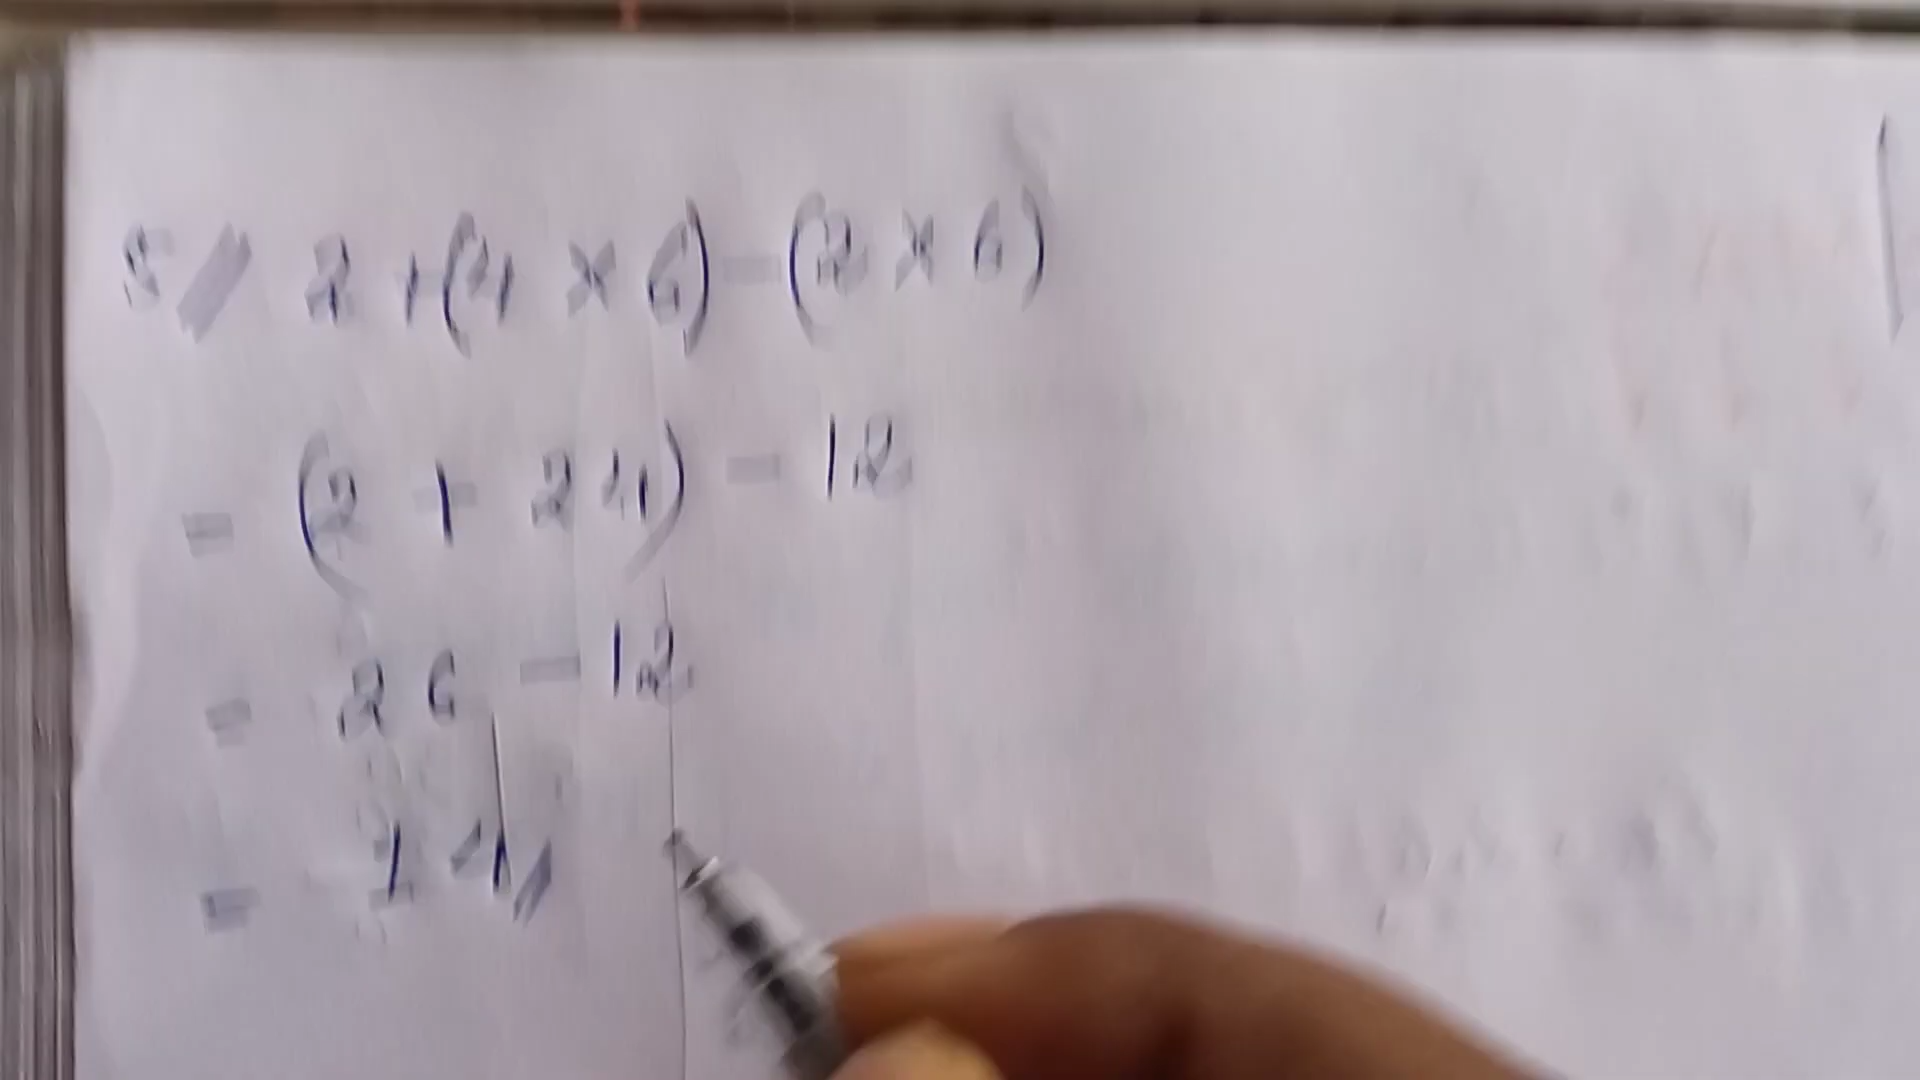 5// 2 + (4 × 6) - (2 × 6)
= (2 + 24) - 12
= 26 - 12
= 14//